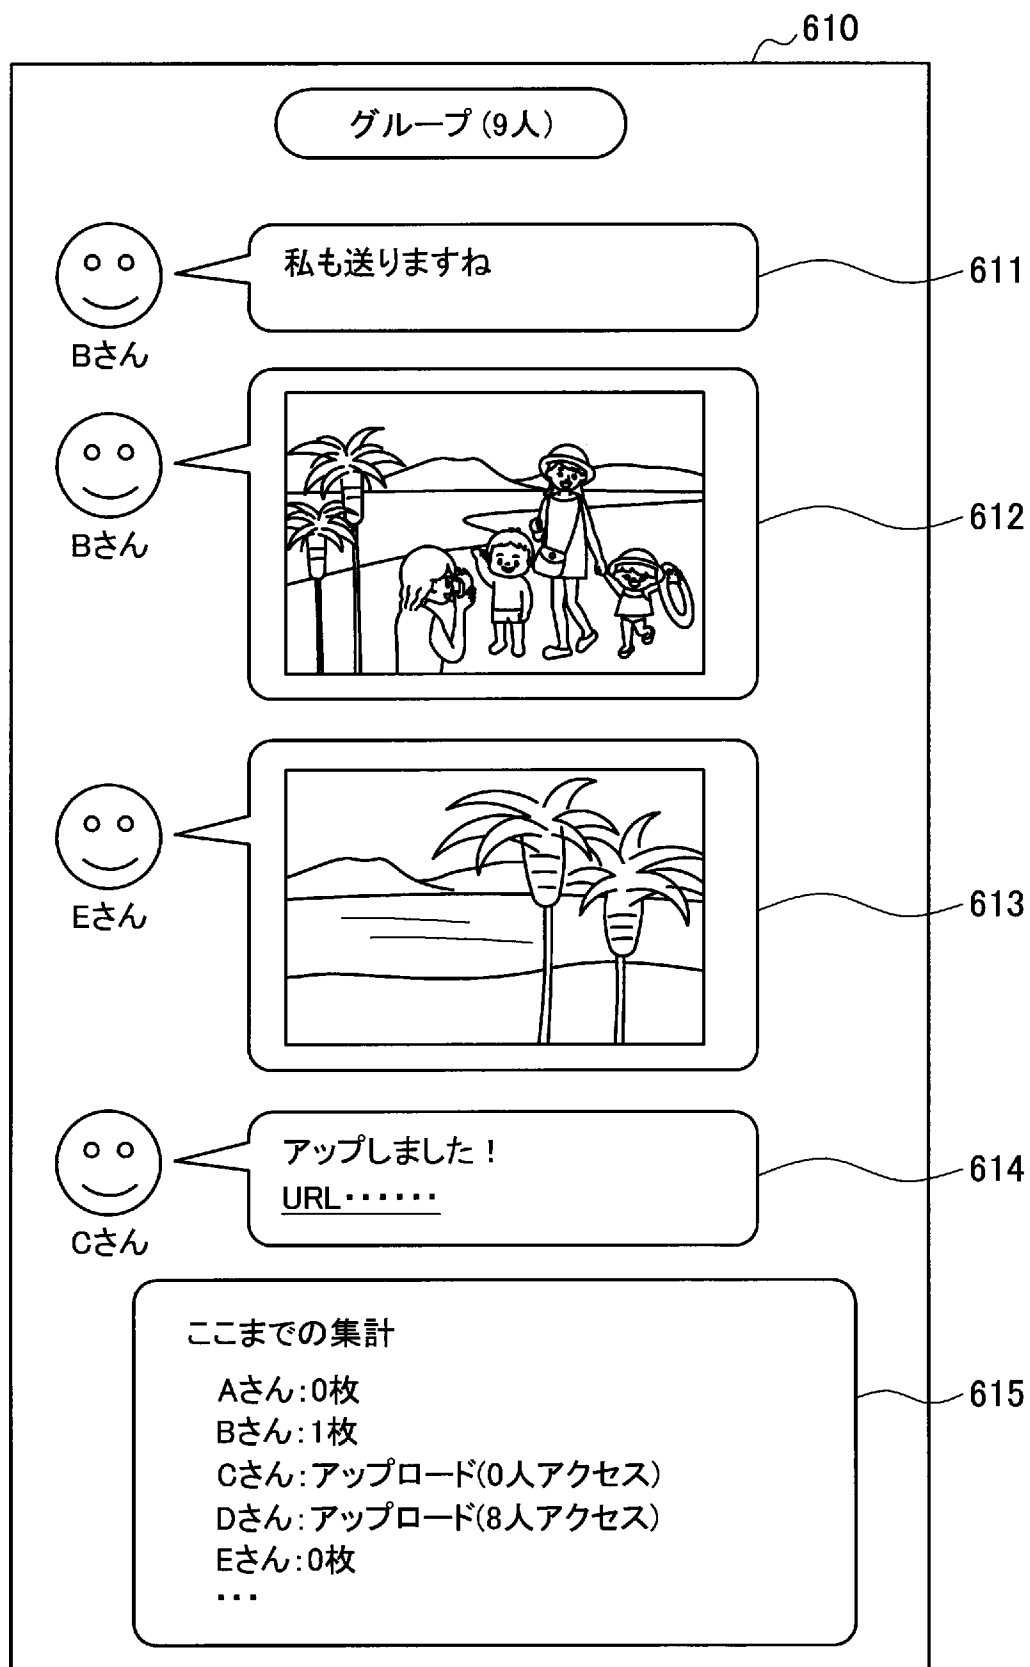 610
グループ(9人)
私も送りますね
611
Bさん
612
Bさん
613
Eさん
アップしました！
614
URL‥‥‥
Cさん
ここまでの集計
615
Aさん:0枚
Bさん:1枚
Cさん:アップロード(0人アクセス)
Dさん:アップロード(8人アクセス)
Eさん:0枚
・・・